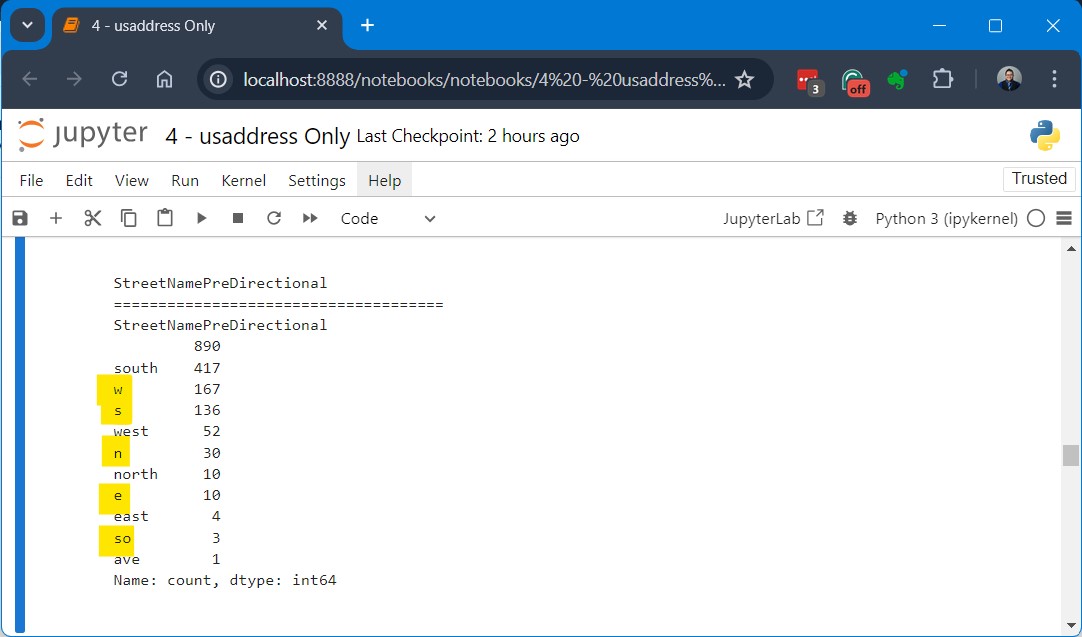 4 - usaddress Only
localhost:8888/notebooks/notebooks/4%20-%20usaddress%...
3
off
jupyter 4 - usaddress Only Last Checkpoint: 2 hours ago
File Edit View Run Kernel Settings Help
Trusted
Code
JupyterLab
Python 3 (ipykernel)
StreetNamePreDirectional
=====================================
StreetNamePreDirectional
890
south 417
w 167
s 136
west 52
n 30
north 10
e 10
east 4
so 3
ave 1
Name: count, dtype: int64